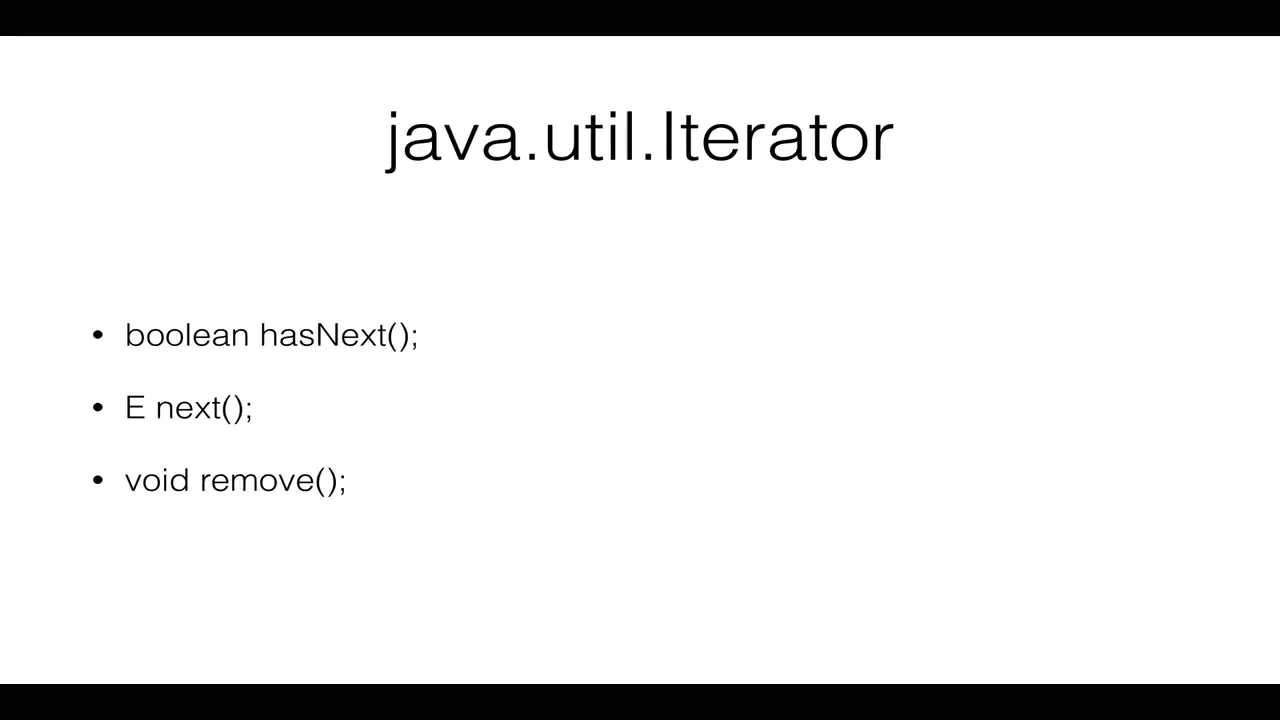 java.util.Iterator
• boolean hasNext();
• E next();
• void remove();